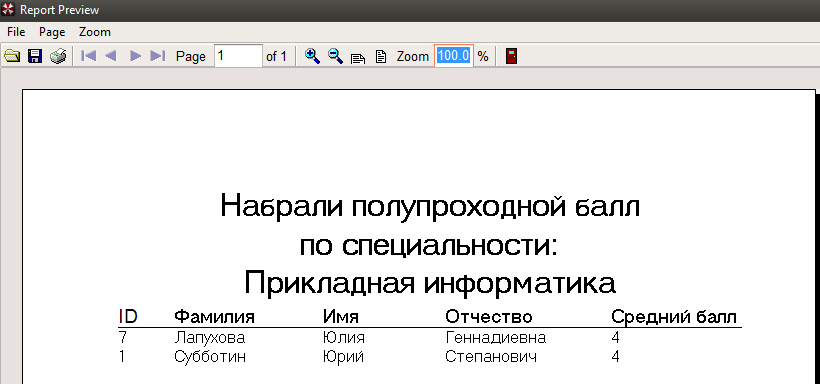 Report Preview
File Page Zoom
Page 1 of 1 Zoom 100.0 %
Набрали полупроходной балл
по специальности:
Прикладная информатика
ID Фамилия Имя Отчество Средний балл
7 Лапухова Юлия Геннадиевна 4
1 Субботин Юрий Степанович 4